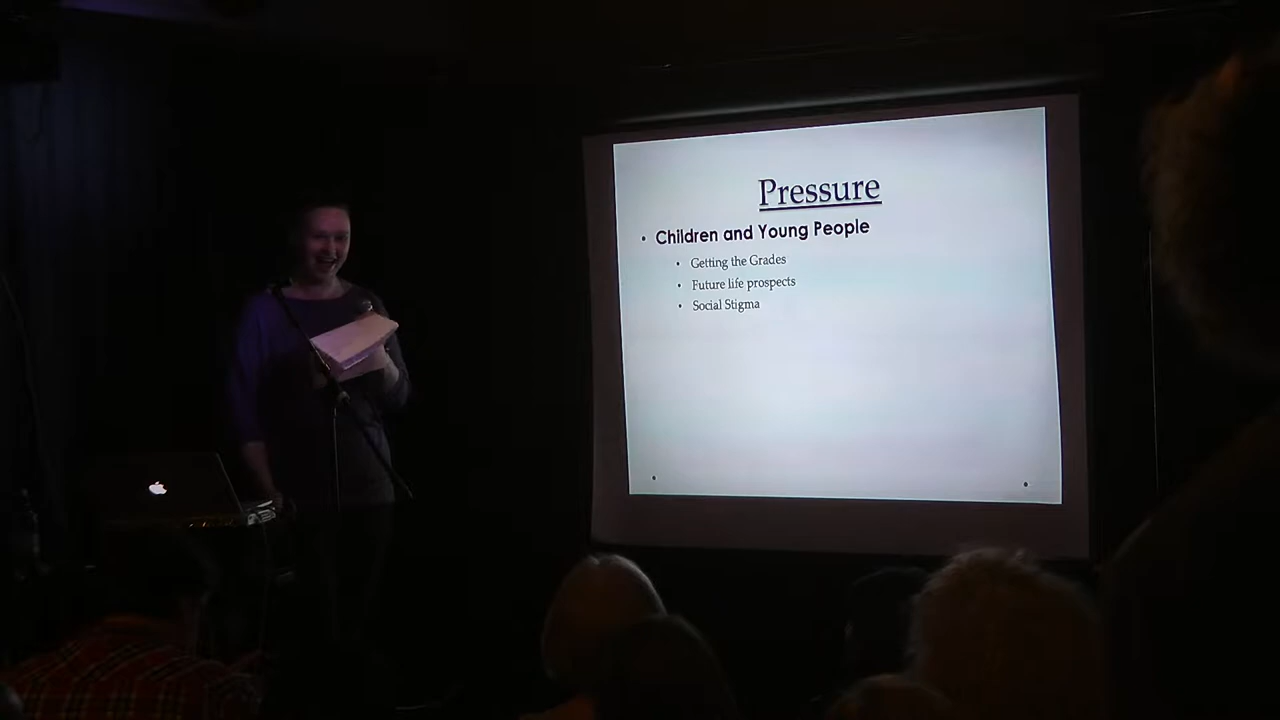 Pressure
• Children and Young People
• Getting the Grades
• Future life prospects
• Social Stigma